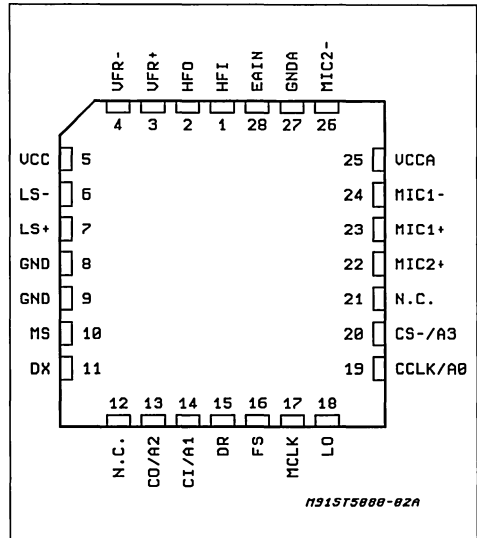 VFR-
VFR+
HFO
HFI
EAIN
GNDA
MIC2-
4 3 2 1 28 27 26
VCC 5
LS- 6
LS+ 7
GND 8
GND 9
MS 10
DX 11
25 VCCA
24 MIC1-
23 MIC1+
22 MIC2+
21 N.C.
20 CS-/A3
19 CCLK/A0
12 13 14 15 16 17 18
N.C.
CO/A2
CI/A1
DR
FS
MCLK
LO
M91ST5080-02A